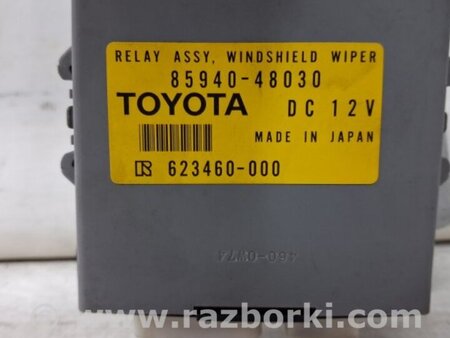 RELAY ASSY, WINDSHIELD WIPER
85940-48030
TOYOTA DC 12V
MADE IN JAPAN
623460-000
www.razborki.com